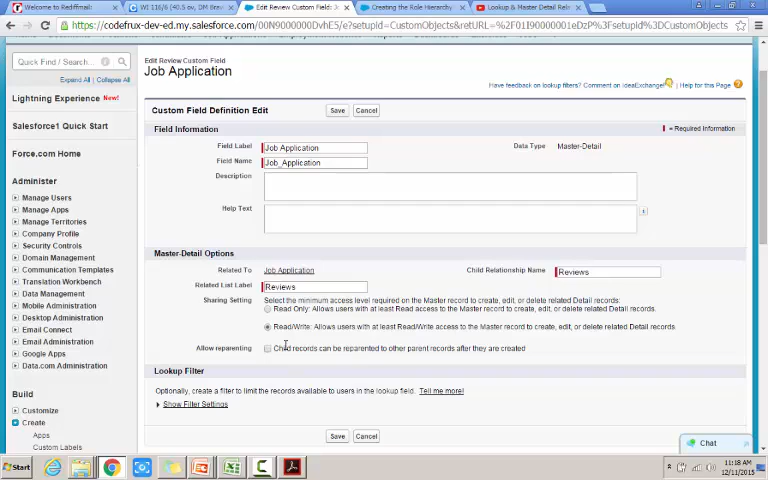 Welcome to Rediffmail:
WI 116/6 (40.5 ov, DM Bravo
Edit Review Custom Field: J
Creating the Role Hierarchy
Lookup & Master Detail Rela
https://codefrux-dev-ed.my.salesforce.com/00N9000000DvhE5/e?setupid=CustomObjects&retURL=%2F01I90000001eDzP%3Fsetupid%3DCustomObjects
Quick Find / Search...
Expand All | Collapse All
Lightning Experience New!
Salesforce1 Quick Start
Force.com Home
Administer
Manage Users
Manage Apps
Manage Territories
Company Profile
Security Controls
Domain Management
Communication Templates
Translation Workbench
Data Management
Mobile Administration
Desktop Administration
Email Connect
Email Administration
Google Apps
Data.com Administration
Build
Customize
Create
Apps
Custom Labels
Edit Review Custom Field
Job Application
Have feedback on lookup filters? Comment on IdeaExchange! | Help for this Page
Custom Field Definition Edit Save Cancel
Field Information = Required Information
Field Label Job Application Data Type Master-Detail
Field Name Job_Application
Description
Help Text
i
Master-Detail Options
Related To Job Application Child Relationship Name Reviews
Related List Label Reviews
Sharing Setting Select the minimum access level required on the Master record to create, edit, or delete related Detail records:
Read Only: Allows users with at least Read access to the Master record to create, edit, or delete related Detail records.
Read/Write: Allows users with at least Read/Write access to the Master record to create, edit, or delete related Detail records.
Allow reparenting Child records can be reparented to other parent records after they are created
Lookup Filter
Optionally, create a filter to limit the records available to users in the lookup field. Tell me more!
Show Filter Settings
Save Cancel
Chat
Start
11:18 AM
12/11/2015